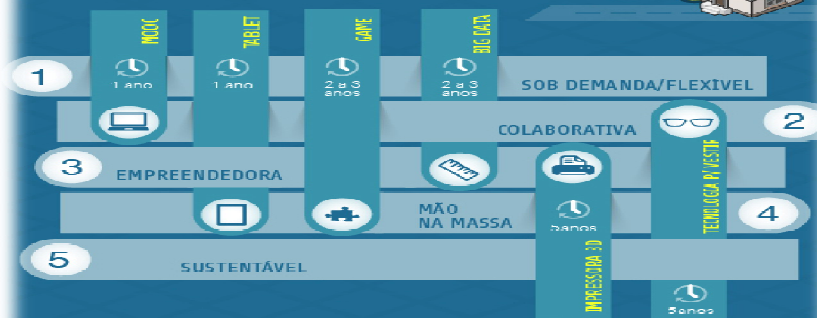 MOOC
TABLET
GAME
BIG DATA
1 ano
1 ano
2 a 3
anos
2 a 3
anos
1
SOB DEMANDA/FLEXÍVEL
COLABORATIVA
2
3
EMPREENDEDORA
TECNOLOGIA P/ VESTIR
MÃO
NA MASSA
4
5anos
5
SUSTENTÁVEL
IMPRESSORA 3D
5anos